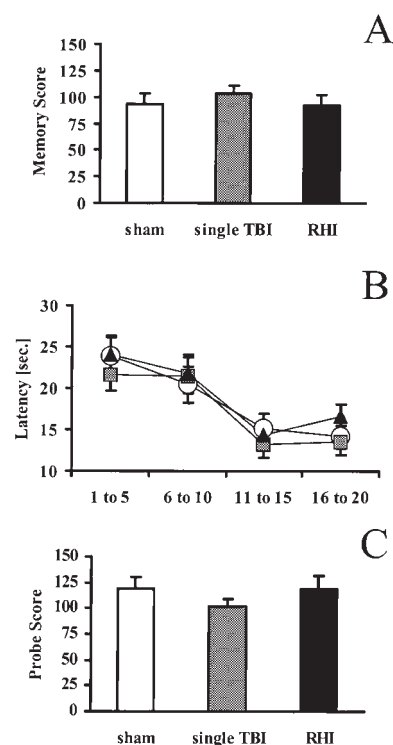 A
Memory Score
150
125
100
75
50
25
0
sham single TBI RHI
B
Latency [sec.]
30
25
20
15
10
1 to 5 6 to 10 11 to 15 16 to 20
C
Probe Score
150
125
100
75
50
25
0
sham single TBI RHI